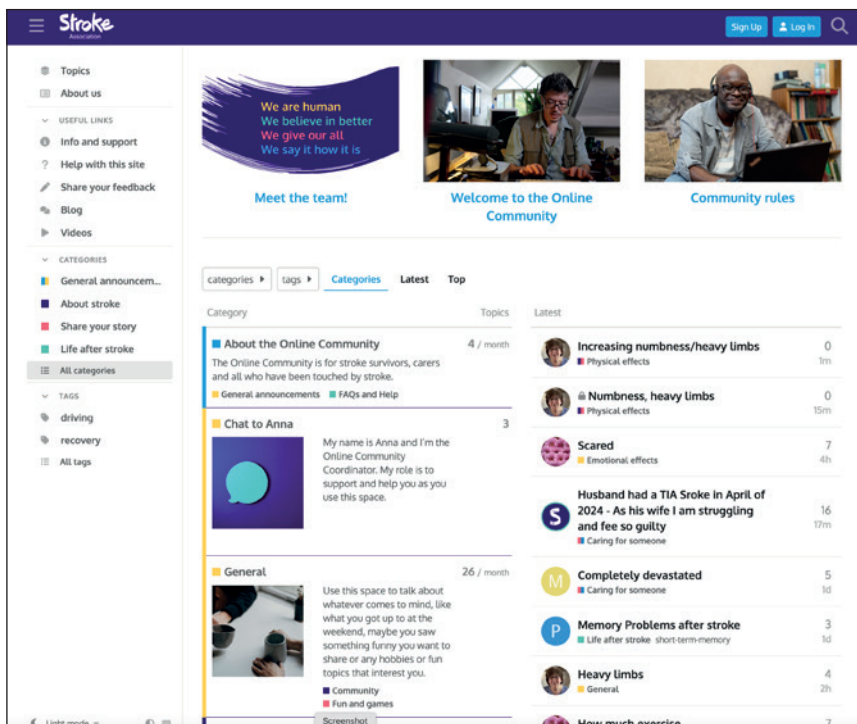 Stroke
Association
Sign Up
Log In
Topics
About us
USEFUL LINKS
Info and support
? Help with this site
Share your feedback
Blog
Videos
CATEGORIES
General announcem...
About stroke
Share your story
Life after stroke
All categories
TAGS
driving
recovery
All tags
Light mode
We are human
We believe in better
We give our all
We say it how it is
Meet the team!
Welcome to the Online
Community
Community rules
categories
tags
Categories
Latest
Top
Category Topics
About the Online Community 4 / month
The Online Community is for stroke survivors, carers
and all who have been touched by stroke.
General announcements FAQs and Help
Chat to Anna 3
My name is Anna and I'm the
Online Community
Coordinator. My role is to
support and help you as you
use this space.
General 26 / month
Use this space to talk about
whatever comes to mind, like
what you got up to at the
weekend, maybe you saw
something funny you want to
share or any hobbies or fun
topics that interest you.
Community
Fun and games
Screenshot
Latest
Increasing numbness/heavy limbs 0
Physical effects 1m
Numbness, heavy limbs 0
Physical effects 15m
Scared 7
Emotional effects 4h
S
Husband had a TIA Sroke in April of
2024 - As his wife I am struggling 16
and fee so guilty 17m
Caring for someone
M
Completely devastated 5
Caring for someone 1d
P
Memory Problems after stroke 3
Life after stroke short-term-memory 1d
Heavy limbs 4
General 2h
How much exercise 7